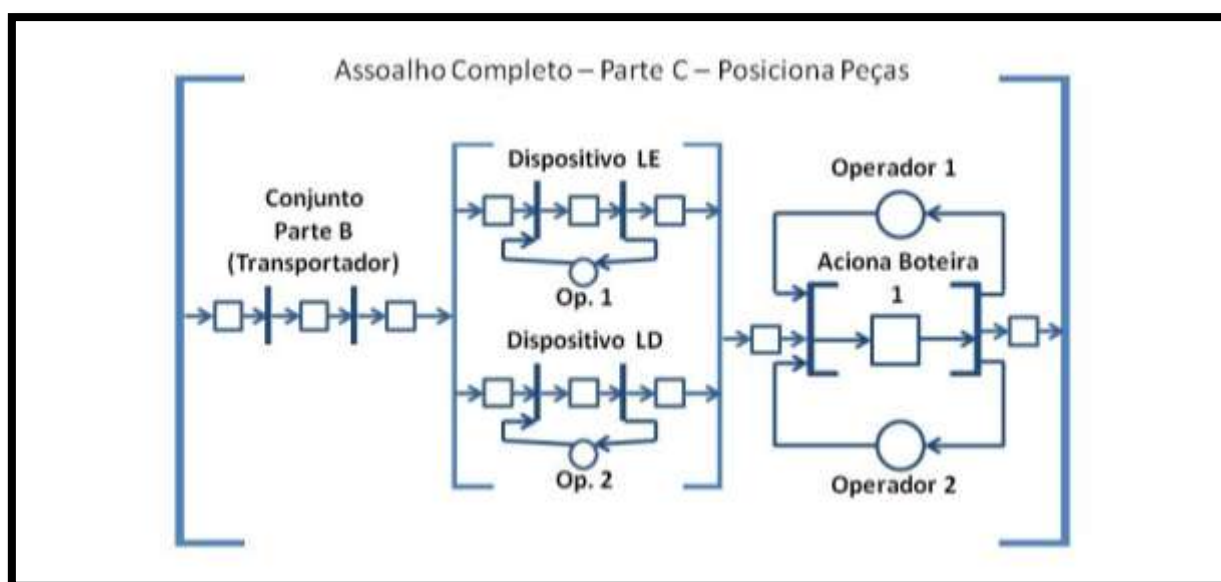 Assoalho Completo – Parte C – Posiciona Peças
Conjunto
Parte B
(Transportador)
Dispositivo LE
Op. 1
Dispositivo LD
Op. 2
Operador 1
Aciona Boteira
1
Operador 2